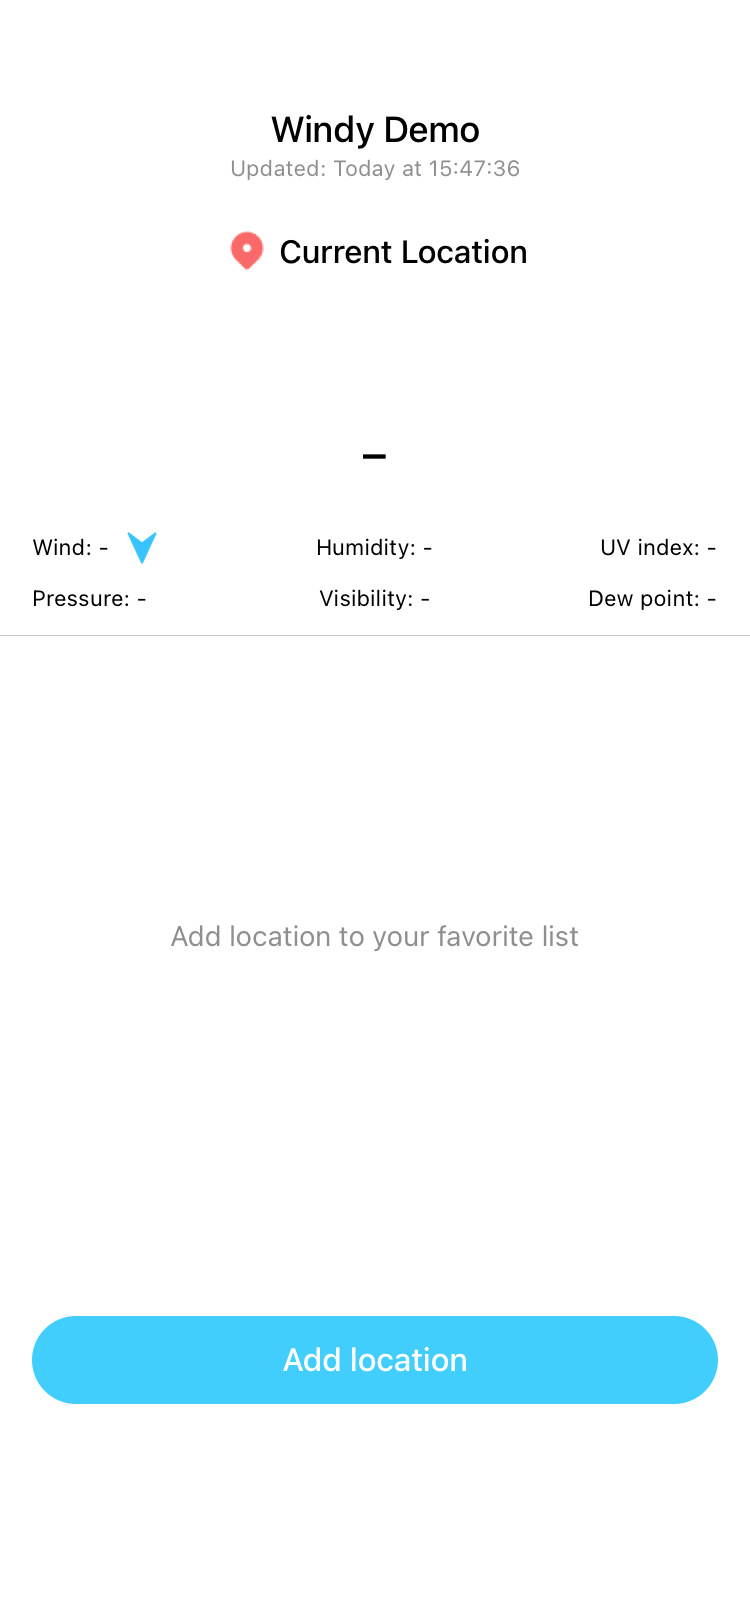 Windy Demo
Updated: Today at 15:47:36
Current Location
–
Wind: - Humidity: - UV index: -
Pressure: - Visibility: - Dew point: -
Add location to your favorite list
Add location